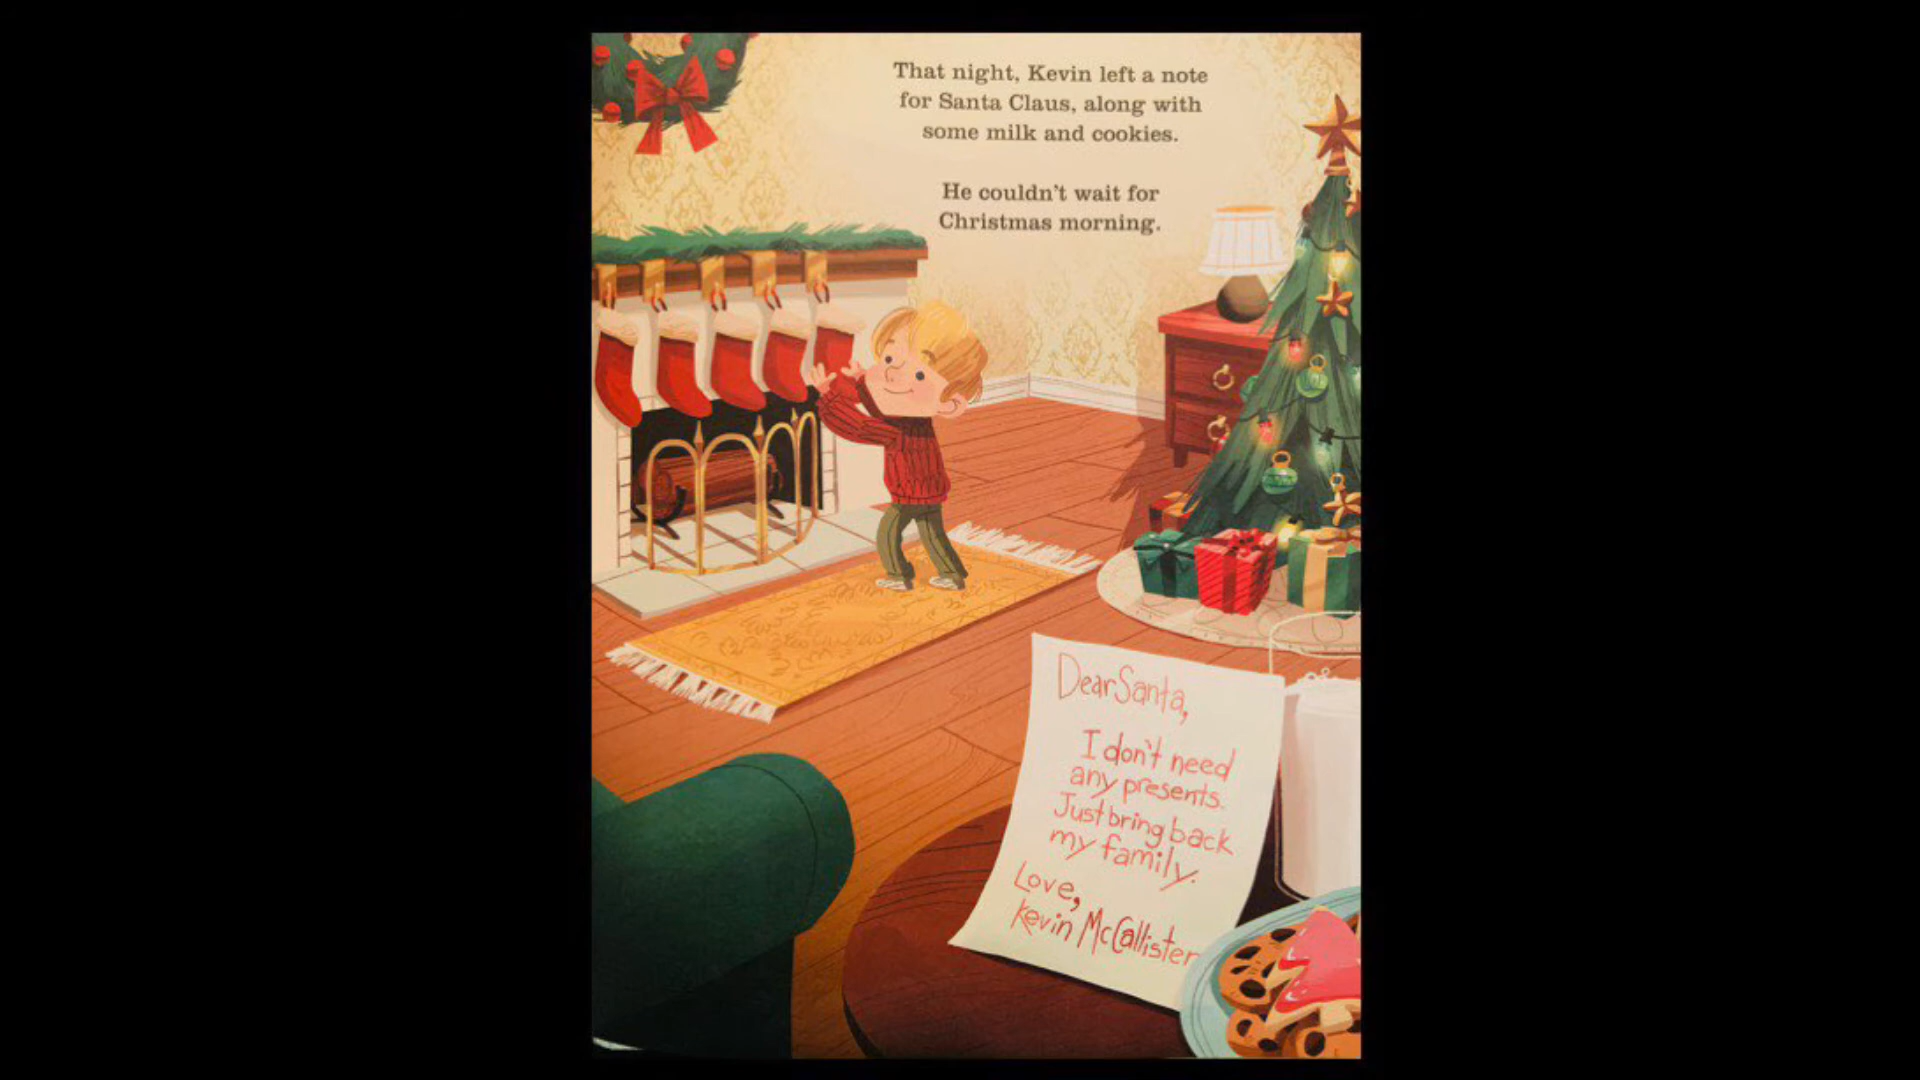 That night, Kevin left a note
for Santa Claus, along with
some milk and cookies.
He couldn't wait for
Christmas morning.
Dear Santa,
I don't need
any presents.
Just bring back
my family.
Love,
Kevin McCallister